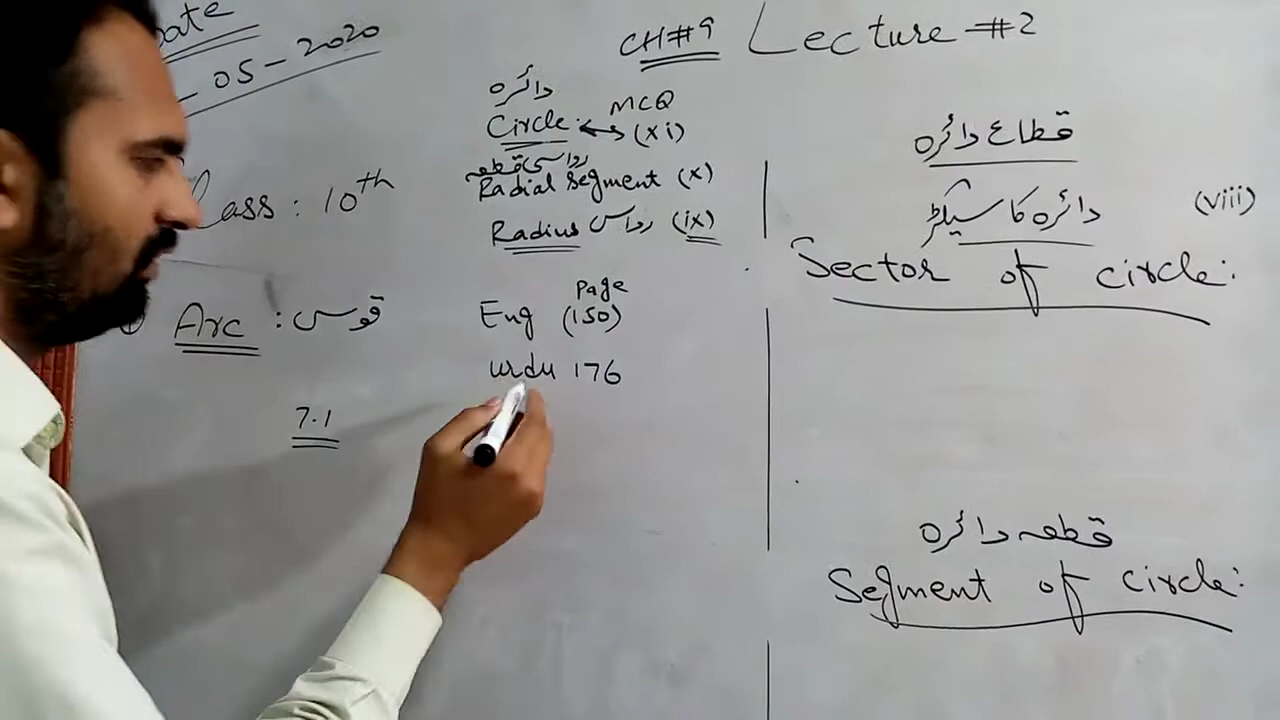 Date
- 05 - 2020
CH#9 Lecture #2
Class : 10th
دائرہ
Circle: ↔ MCQ (xi)
رداسی قطعہ
Radial Segment (x)
Radius رداس (ix)
Arc : قوس
Page
Eng (150)
urdu 176
7.1
قطاع دائرہ
دائرہ کا سیکٹر (viii)
Sector of circle:
قطعہ دائرہ
Segment of circle: